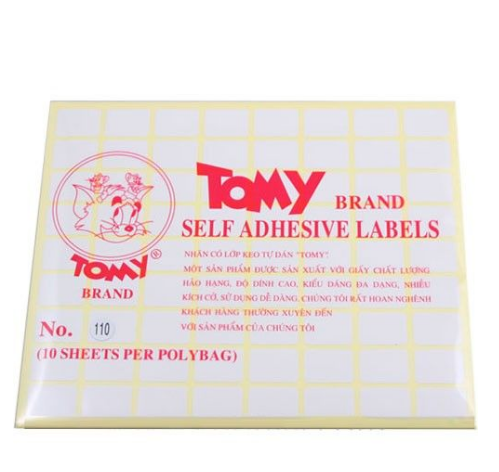 TOMY BRAND
SELF ADHESIVE LABELS
NHÃN CÓ LỚP KEO TỰ DÁN "TOMY".
MỘT SẢN PHẨM ĐƯỢC SẢN XUẤT VỚI GIẤY CHẤT LƯỢNG
HẢO HẠNG, ĐỘ DÍNH CAO, KIỂU DÁNG ĐA DẠNG, NHIỀU
KÍCH CỠ, SỬ DỤNG DỄ DÀNG. CHÚNG TÔI RẤT HOAN NGHÊNH
KHÁCH HÀNG THƯỜNG XUYÊN ĐẾN
VỚI SẢN PHẨM CỦA CHÚNG TÔI
TOMY®
BRAND
No. 110
(10 SHEETS PER POLYBAG)